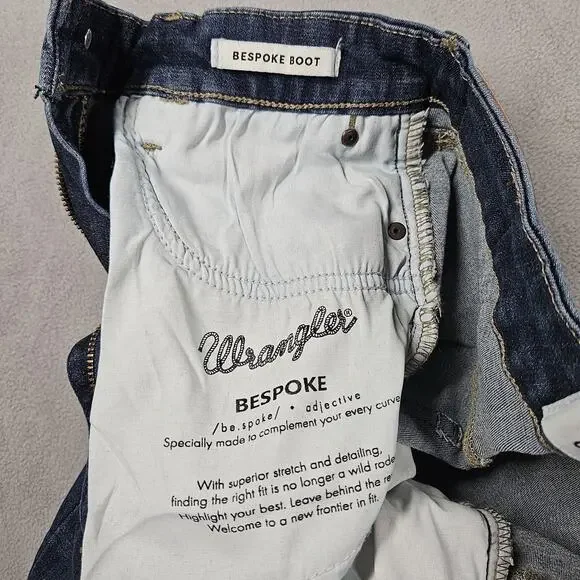 BESPOKE BOOT
Wrangler®
BESPOKE
/be.spoke/ • adjective
Specially made to complement your every curve
With superior stretch and detailing,
finding the right fit is no longer a wild
Highlight your best. Leave behind the
Welcome to a new frontier in fit.